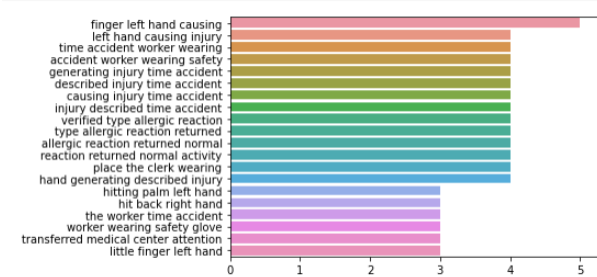 finger left hand causing
left hand causing injury
time accident worker wearing
accident worker wearing safety
generating injury time accident
described injury time accident
causing injury time accident
injury described time accident
verified type allergic reaction
type allergic reaction returned
allergic reaction returned normal
reaction returned normal activity
place the clerk wearing
hand generating described injury
hitting palm left hand
hit back right hand
the worker time accident
worker wearing safety glove
transferred medical center attention
little finger left hand
0 1 2 3 4 5